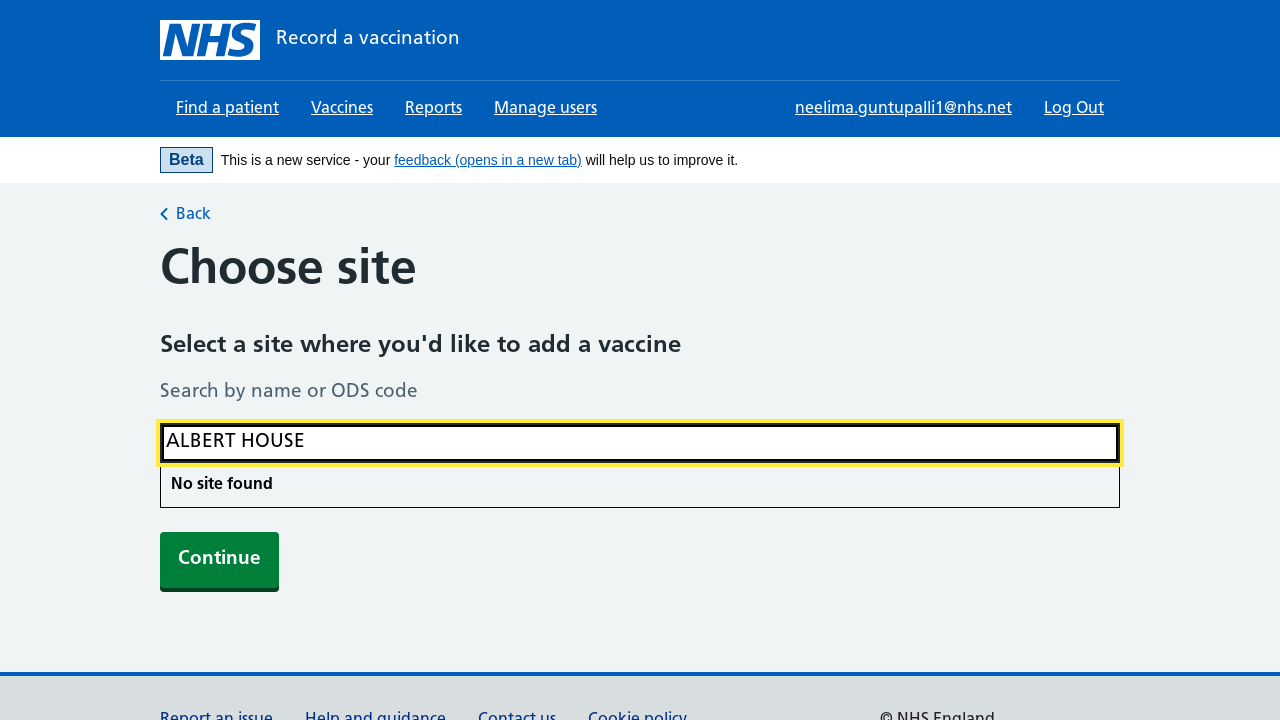 NHS Record a vaccination
Find a patient Vaccines Reports Manage users neelima.guntupalli1@nhs.net Log Out
Beta This is a new service - your feedback (opens in a new tab) will help us to improve it.
Back
Choose site
Select a site where you'd like to add a vaccine
Search by name or ODS code
ALBERT HOUSE
No site found
Continue
Report an issue Help and guidance Contact us Cookie policy © NHS England